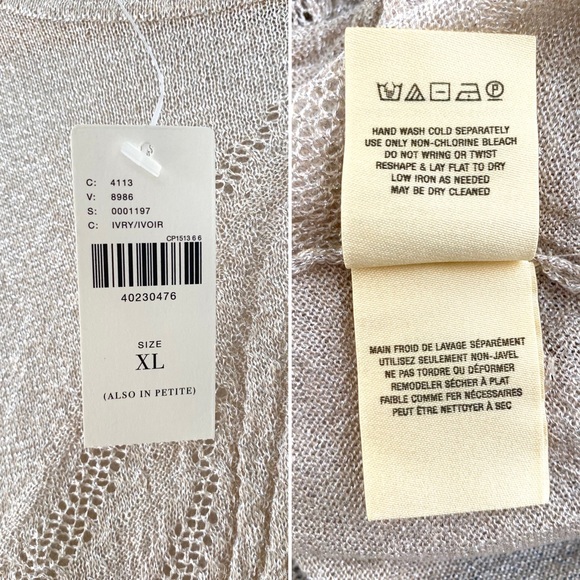 C: 4113
V: 8986
S: 0001197
C: IVRY/IVOIR
CP1513 6 6
40230476
SIZE
XL
(ALSO IN PETITE)
P
HAND WASH COLD SEPARATELY
USE ONLY NON-CHLORINE BLEACH
DO NOT WRING OR TWIST
RESHAPE & LAY FLAT TO DRY
LOW IRON AS NEEDED
MAY BE DRY CLEANED
MAIN FROID DE LAVAGE SÉPARÉMENT
UTILISEZ SEULEMENT NON-JAVEL
NE PAS TORDRE OU DÉFORMER
REMODELER SÉCHER À PLAT
FAIBLE COMME FER NÉCESSAIRES
PEUT ÊTRE NETTOYER À SEC